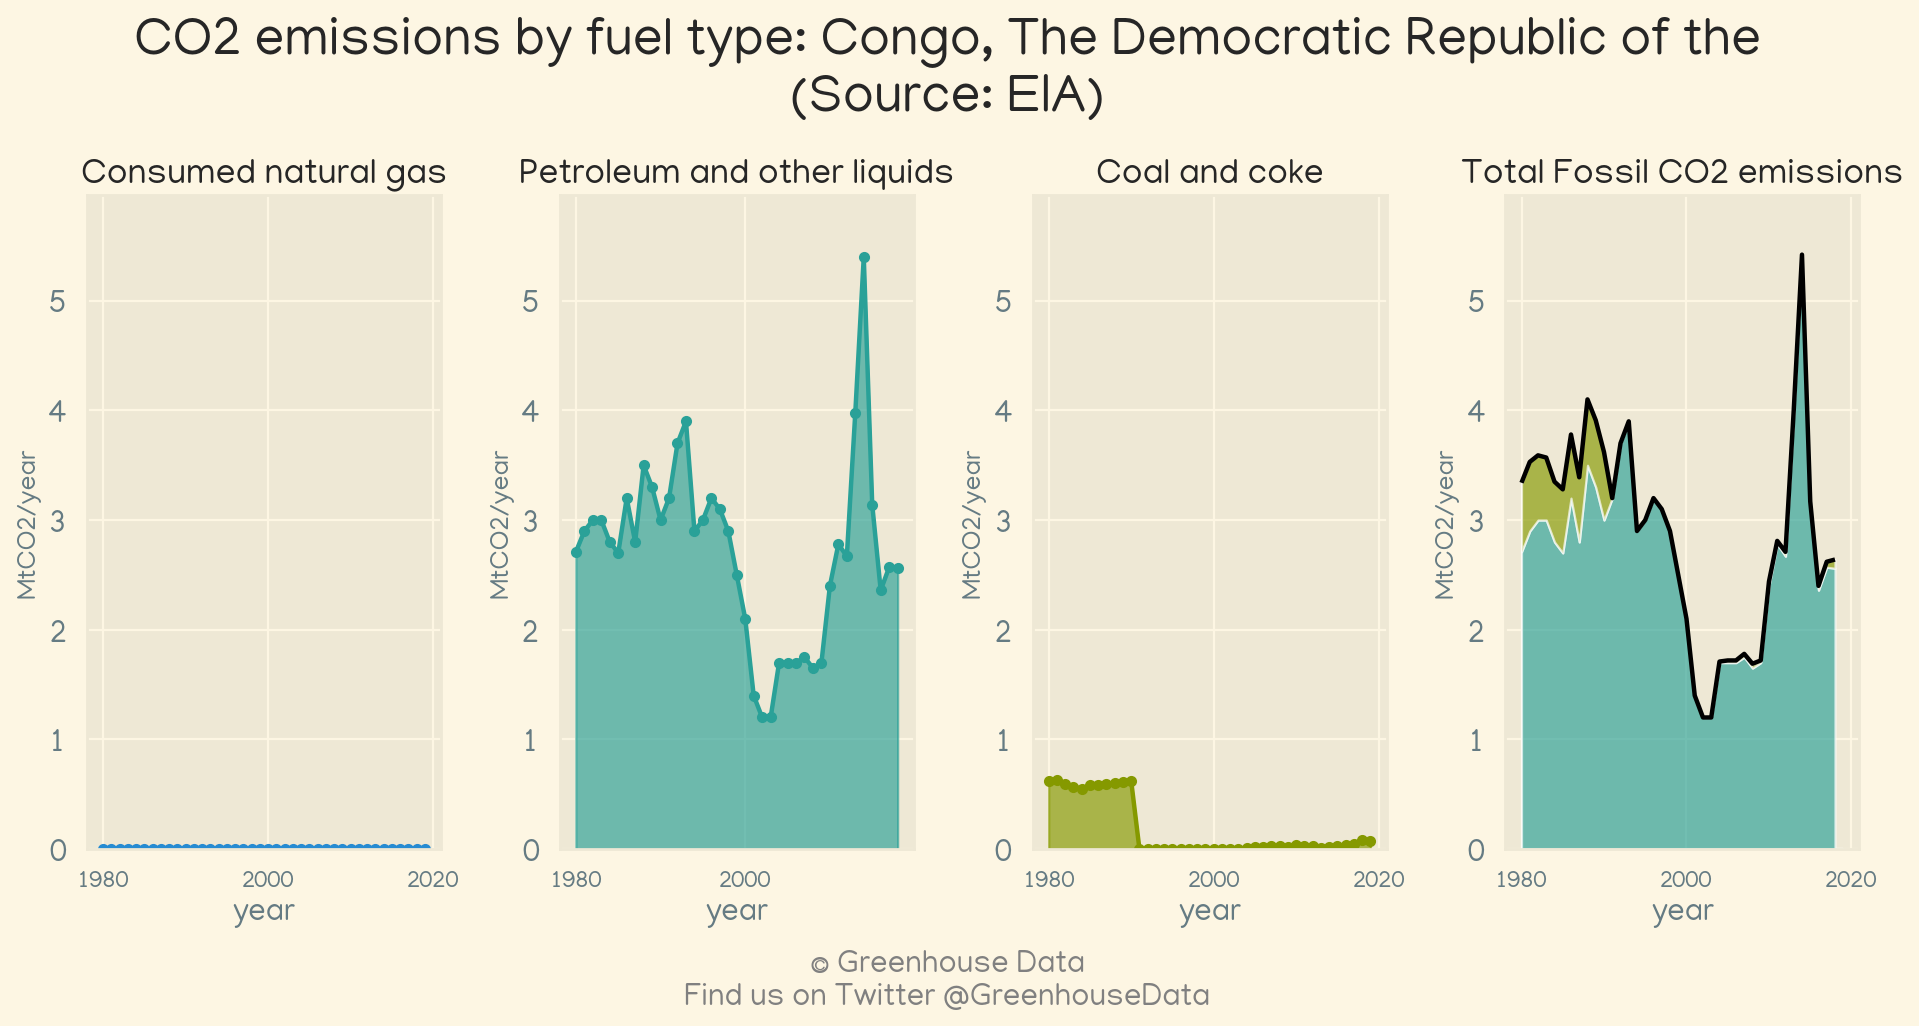 CO2 emissions by fuel type: Congo, The Democratic Republic of the
(Source: EIA)
Consumed natural gas
Petroleum and other liquids
Coal and coke
Total Fossil CO2 emissions
MtCO2/year
5
4
3
2
1
0
1980
2000
2020
year
MtCO2/year
5
4
3
2
1
0
1980
2000
year
MtCO2/year
5
4
3
2
1
0
1980
2000
2020
year
MtCO2/year
5
4
3
2
1
0
1980
2000
2020
year
© Greenhouse Data
Find us on Twitter @GreenhouseData